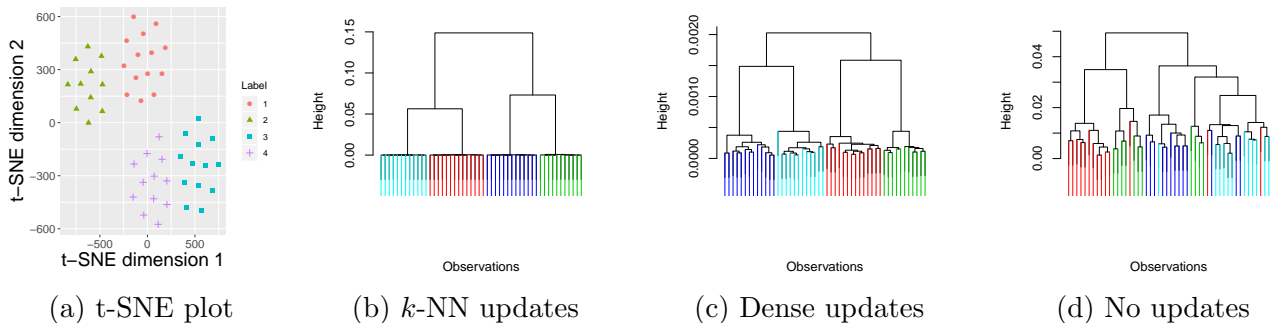 t−SNE dimension 2
600
300
0
−300
−600
−500
0
500
t−SNE dimension 1
Label
1
2
3
4
(a) t-SNE plot
Height
0.15
0.10
0.05
0.00
Observations
(b) k-NN updates
Height
0.0020
0.0010
0.0000
Observations
(c) Dense updates
Height
0.04
0.02
0.00
Observations
(d) No updates